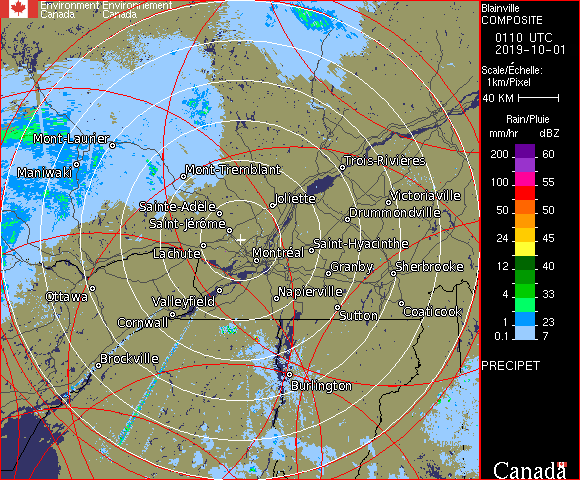 Environment Environnement
Canada Canada
Blainville
COMPOSITE
0110 UTC
2019-10-01
Scale/Échelle:
1km/Pixel
40 KM
Rain/Pluie
mm/hr dBZ
200 60
100 55
50 50
24 45
12 40
4 33
1 23
0.1 7
PRECIPET
Canada
Mont-Laurier
Maniwaki
Mont-Tremblant
Trois-Rivières
Sainte-Adèle
Joliette
Victoriaville
Saint-Jérôme
Drummondville
Lachute
Montréal
Saint-Hyacinthe
Granby
Sherbrooke
Ottawa
Valleyfield
Napierville
Cornwall
Sutton
Coaticook
Brockville
Burlington